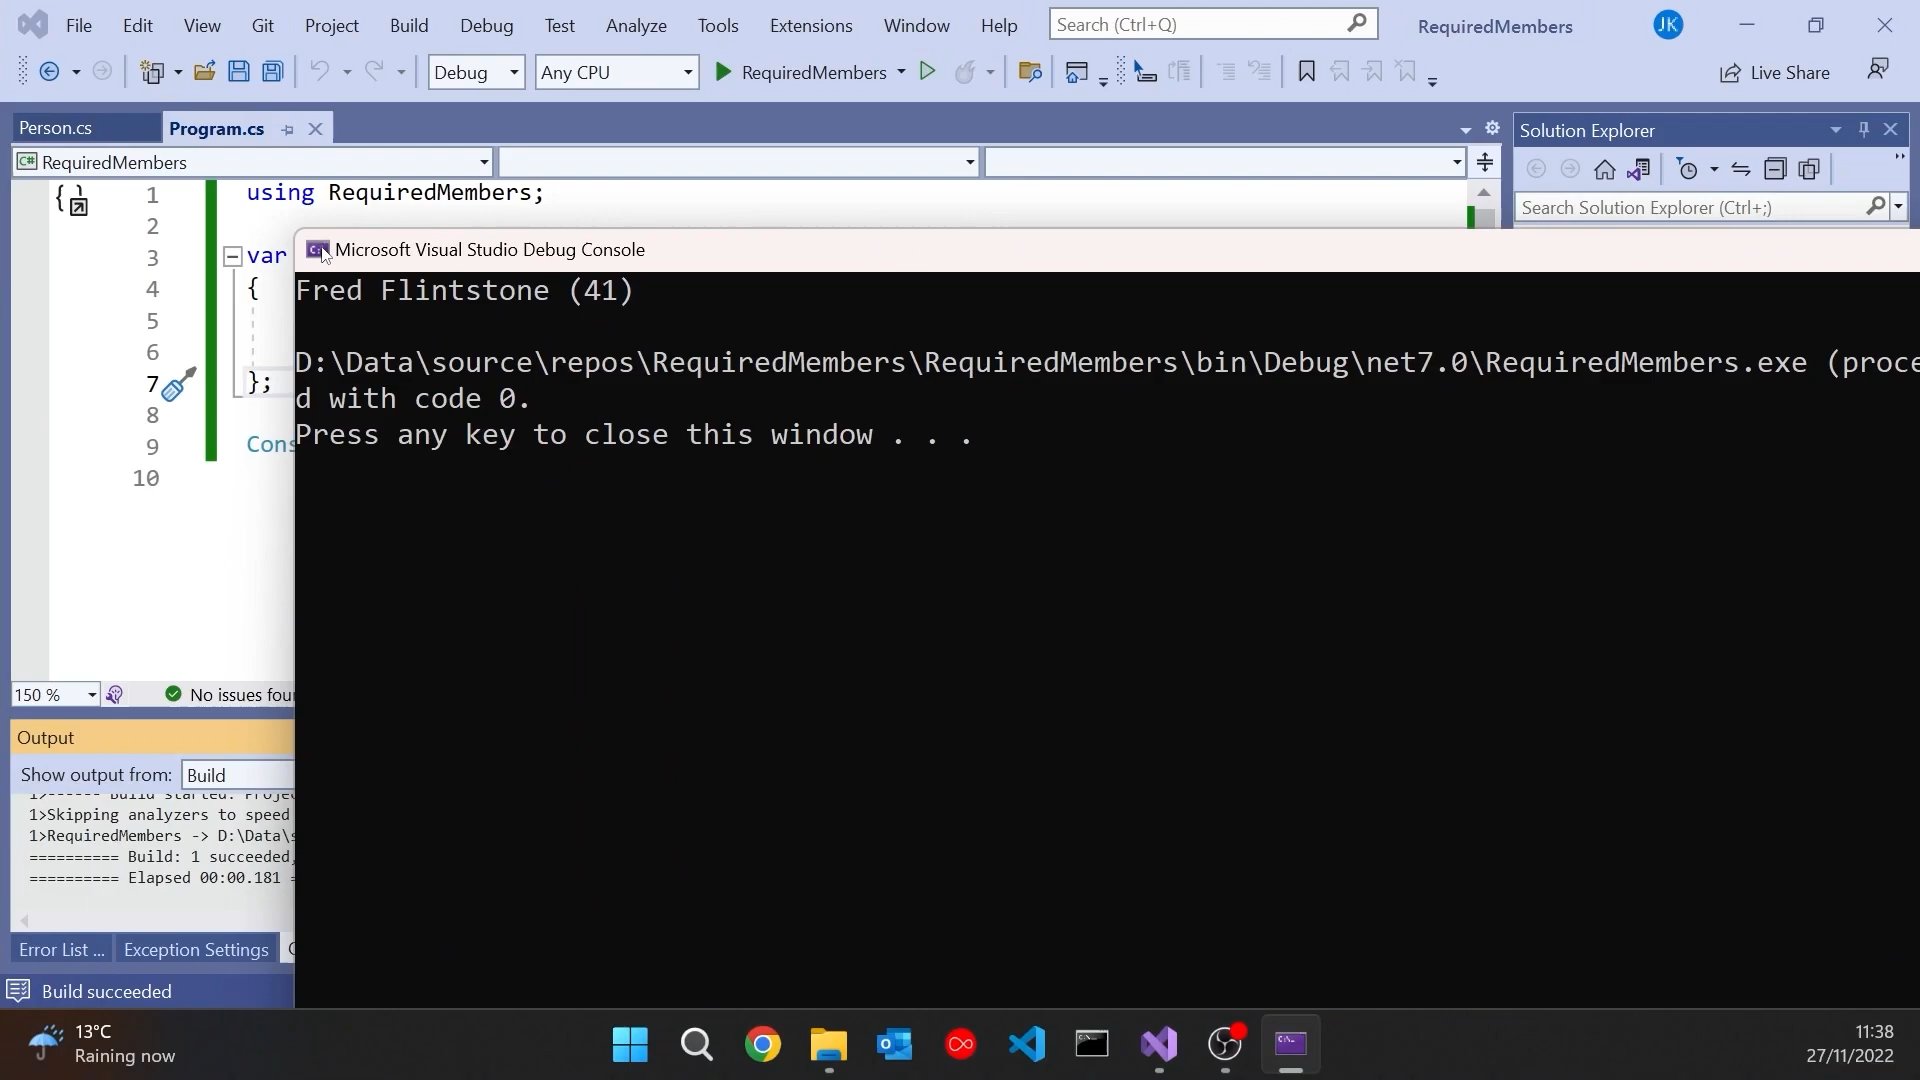 File Edit View Git Project Build Debug Test Analyze Tools Extensions Window Help Search (Ctrl+Q) RequiredMembers JK
Debug Any CPU RequiredMembers Live Share
Person.cs Program.cs
C# RequiredMembers
Solution Explorer
Search Solution Explorer (Ctrl+;)
1 using RequiredMembers;
2
3 var
4 {
5
6
7 };
8
9 Cons
10
Microsoft Visual Studio Debug Console
Fred Flintstone (41)
D:\Data\source\repos\RequiredMembers\RequiredMembers\bin\Debug\net7.0\RequiredMembers.exe (proce
d with code 0.
Press any key to close this window . . .
150 % No issues foun
Output
Show output from: Build
1>------ Build started: Projec
1>Skipping analyzers to speed
1>RequiredMembers -> D:\Data\s
========== Build: 1 succeeded,
========== Elapsed 00:00.181 =
Error List ... Exception Settings
Build succeeded
13°C
Raining now
11:38
27/11/2022